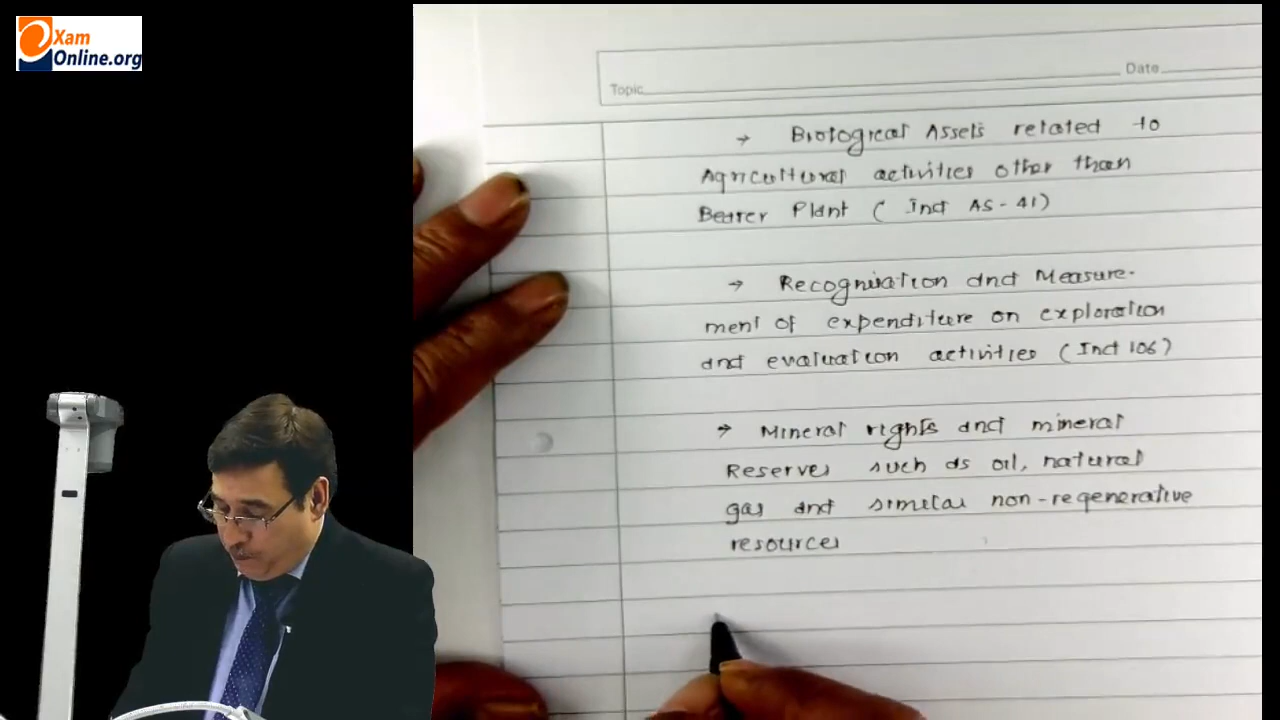 Xam
Online.org
Topic
Date
→ Biological Assets related to
Agricultural activities other than
Bearer Plant (Ind AS-41)
→ Recognisation and Measure-
ment of expenditure on exploration
and evaluation activities (Ind 106)
→ Mineral rights and mineral
Reserves such as oil, natural
gas and similar non-regenerative
resources